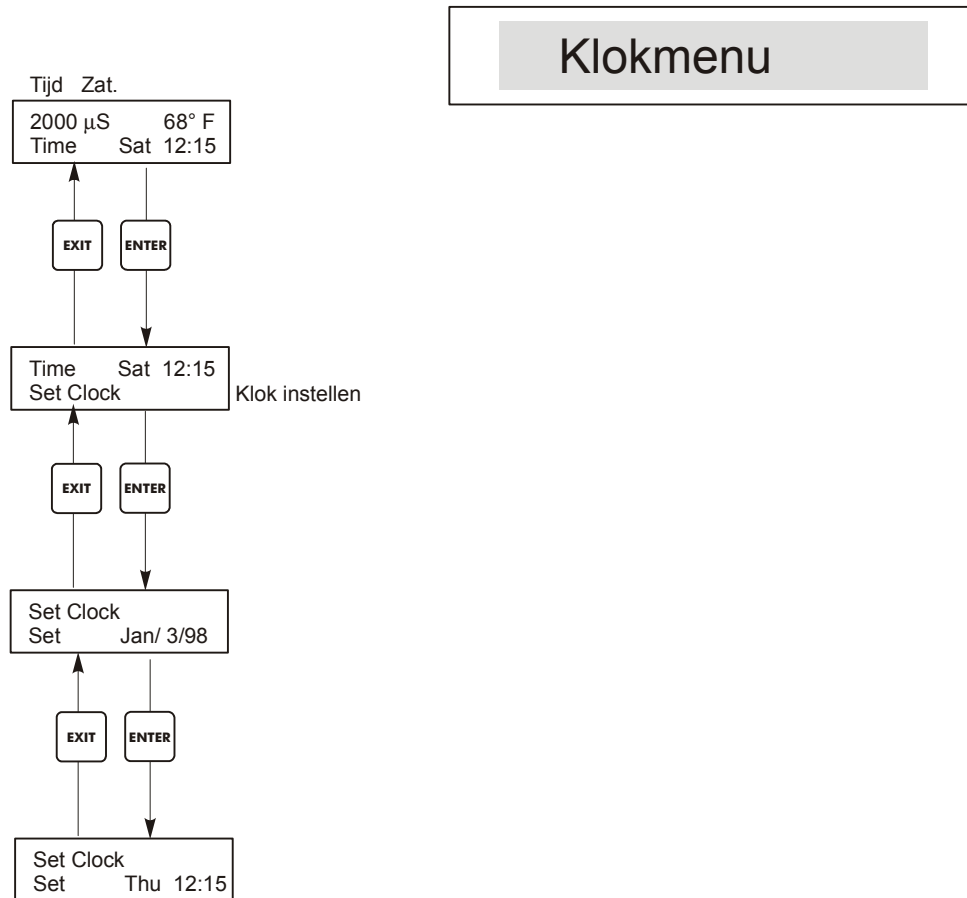 Klokmenu
Tijd Zat.
2000 µS 68° F
Time Sat 12:15
EXIT ENTER
Time Sat 12:15
Set Clock Klok instellen
EXIT ENTER
Set Clock
Set Jan/ 3/98
EXIT ENTER
Set Clock
Set Thu 12:15